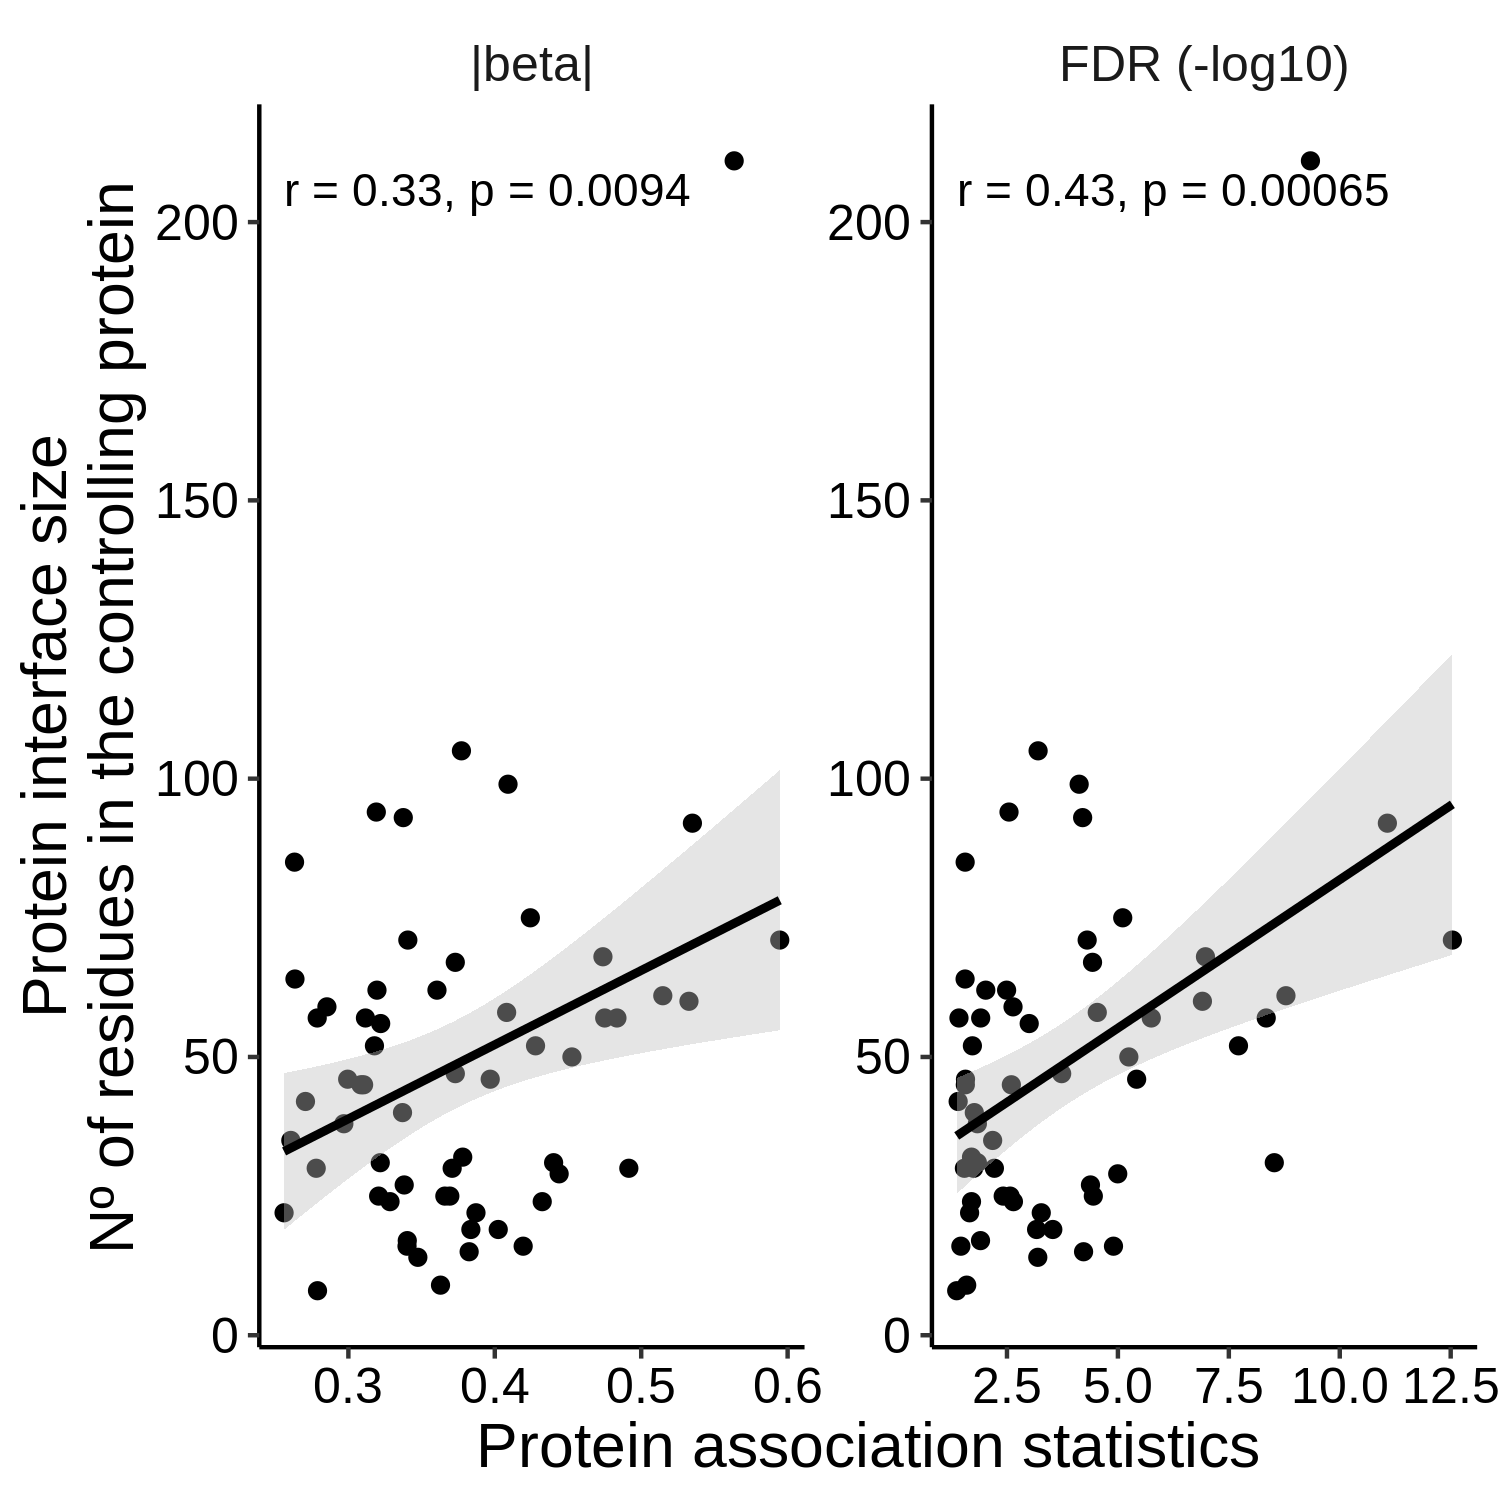 |beta|
FDR (-log10)
r = 0.33, p = 0.0094
r = 0.43, p = 0.00065
Protein interface size
Nº of residues in the controlling protein
200
150
100
50
0
200
150
100
50
0
0.3 0.4 0.5 0.6
2.5 5.0 7.5 10.0 12.5
Protein association statistics